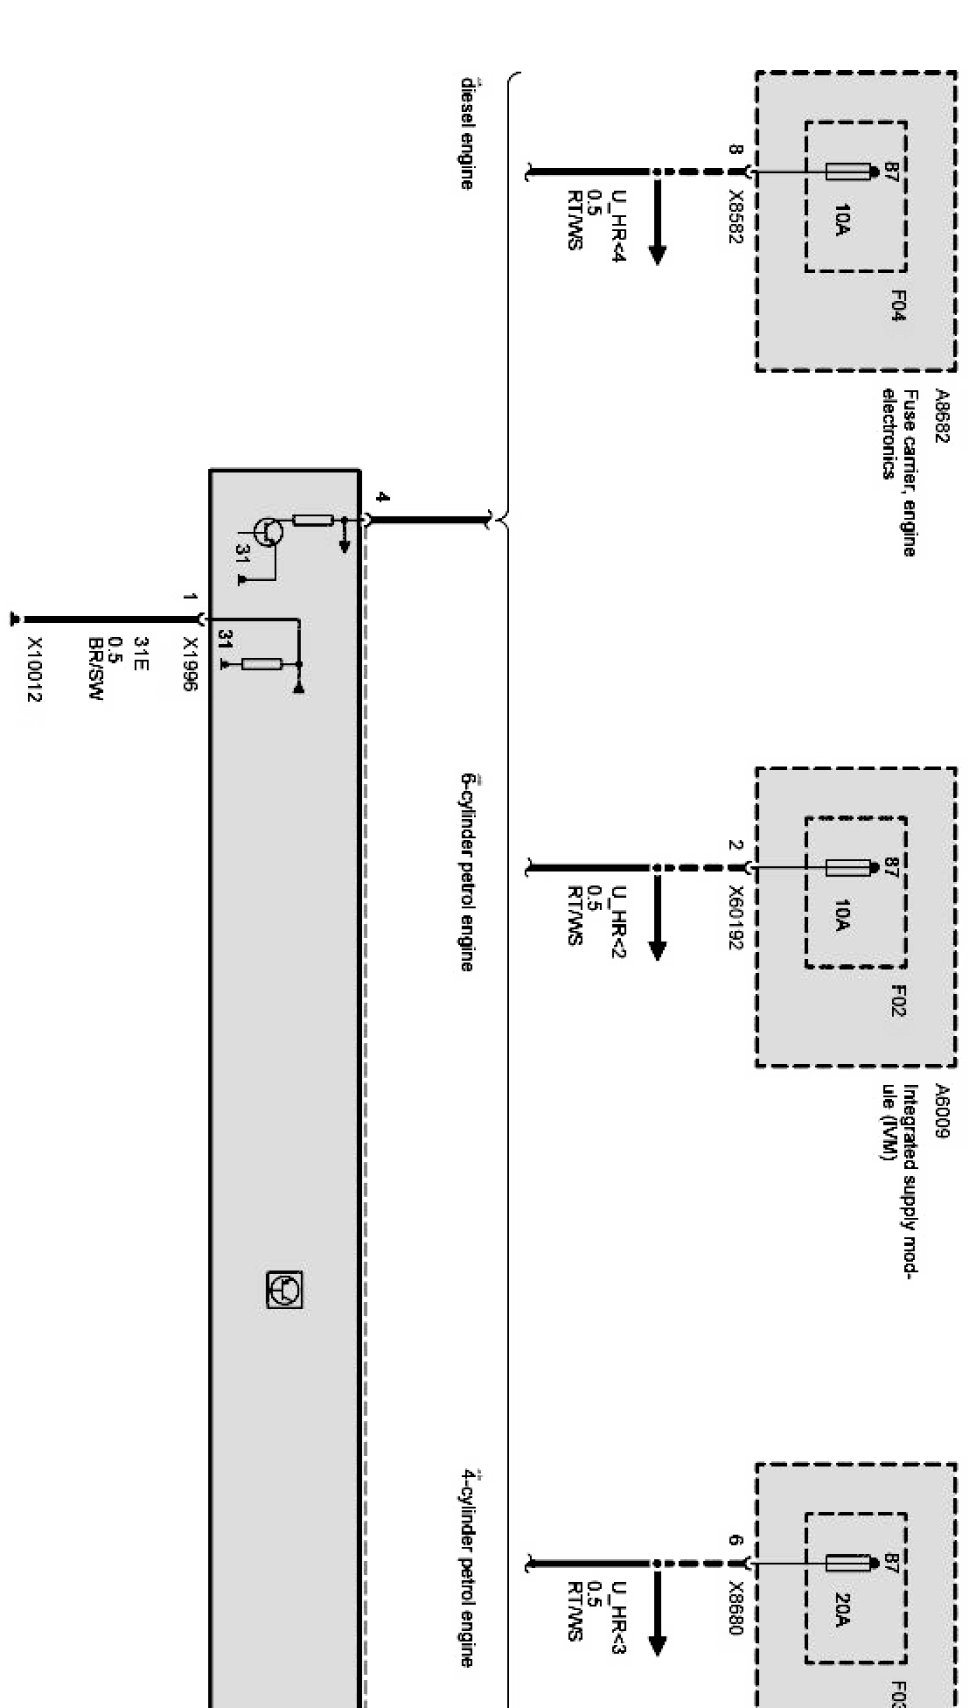 87
10A
F04
A8682
Fuse carrier, engine
electronics
8
X8582
U_HR<4
0.5
RT/WS
diesel engine
87
10A
F02
A6009
Integrated supply mod-
ule (IVM)
2
X60192
U_HR<2
0.5
RT/WS
6-cylinder petrol engine
87
20A
F03
6
X8680
U_HR<3
0.5
RT/WS
4-cylinder petrol engine
4
31
31
1
X1996
31E
0.5
BR/SW
X10012